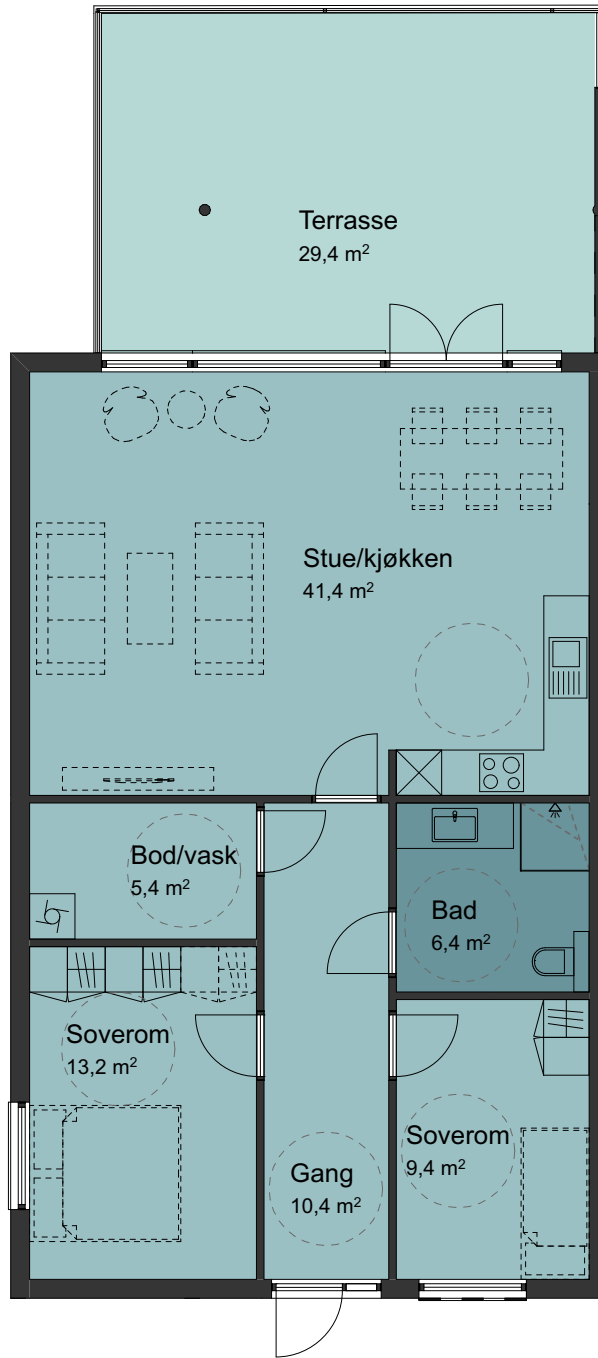 Terrasse
29,4 m²
Stue/kjøkken
41,4 m²
Bod/vask
5,4 m²
Bad
6,4 m²
Soverom
13,2 m²
Soverom
9,4 m²
Gang
10,4 m²